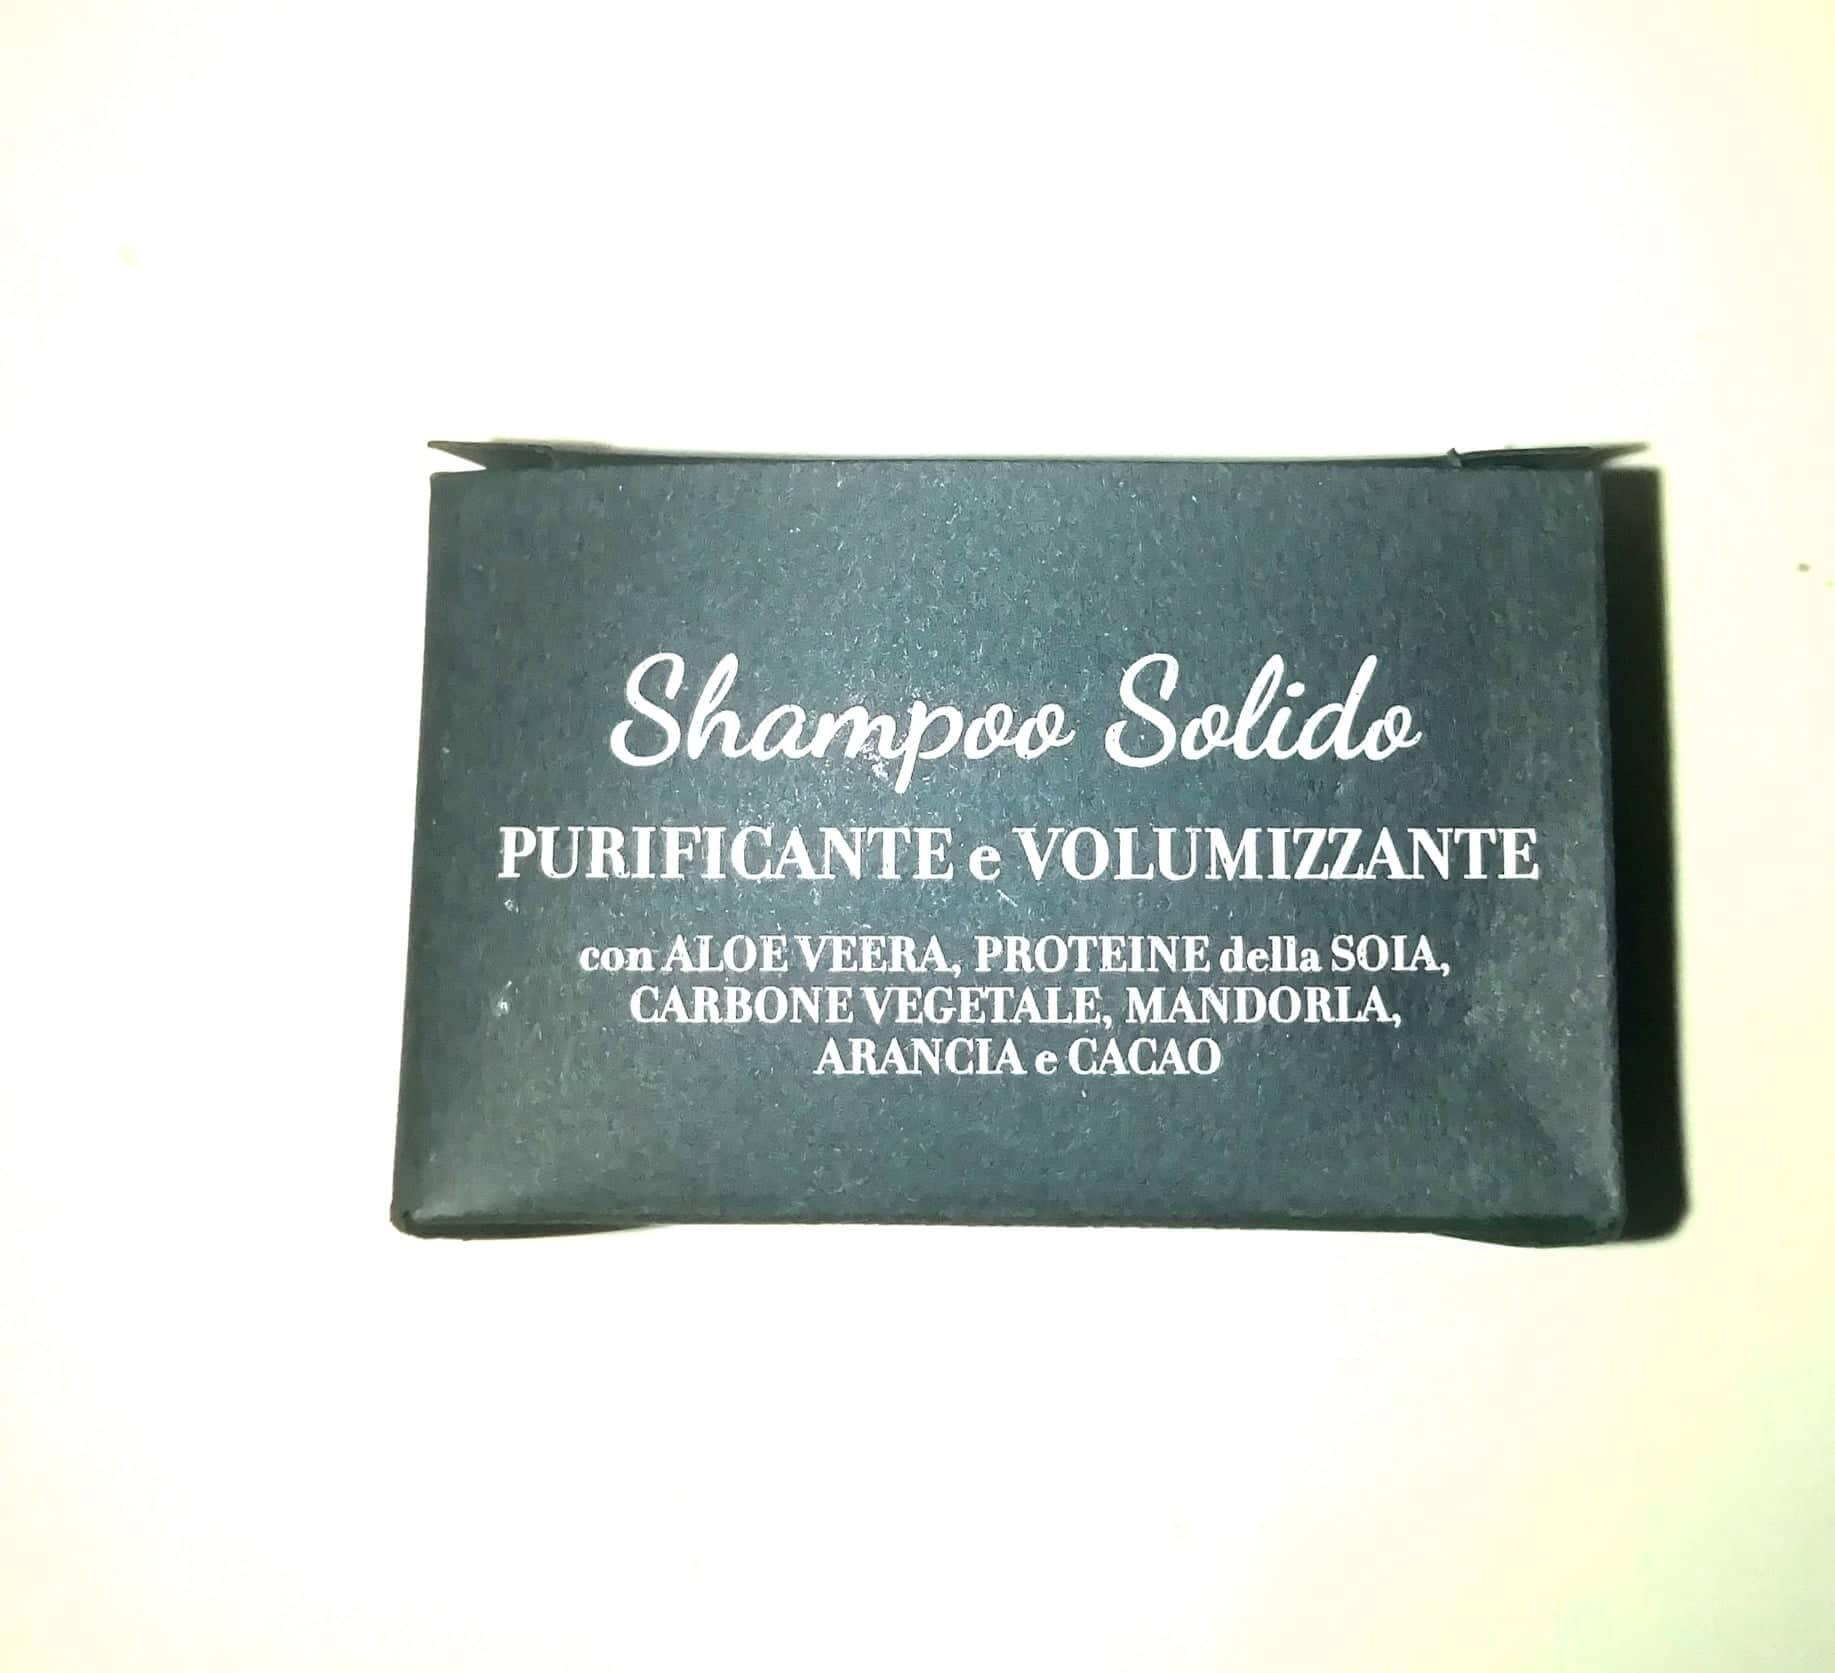 Shampoo Solido
PURIFICANTE e VOLUMIZZANTE
con ALOE VEERA, PROTEINE della SOIA,
CARBONE VEGETALE, MANDORLA,
ARANCIA e CACAO